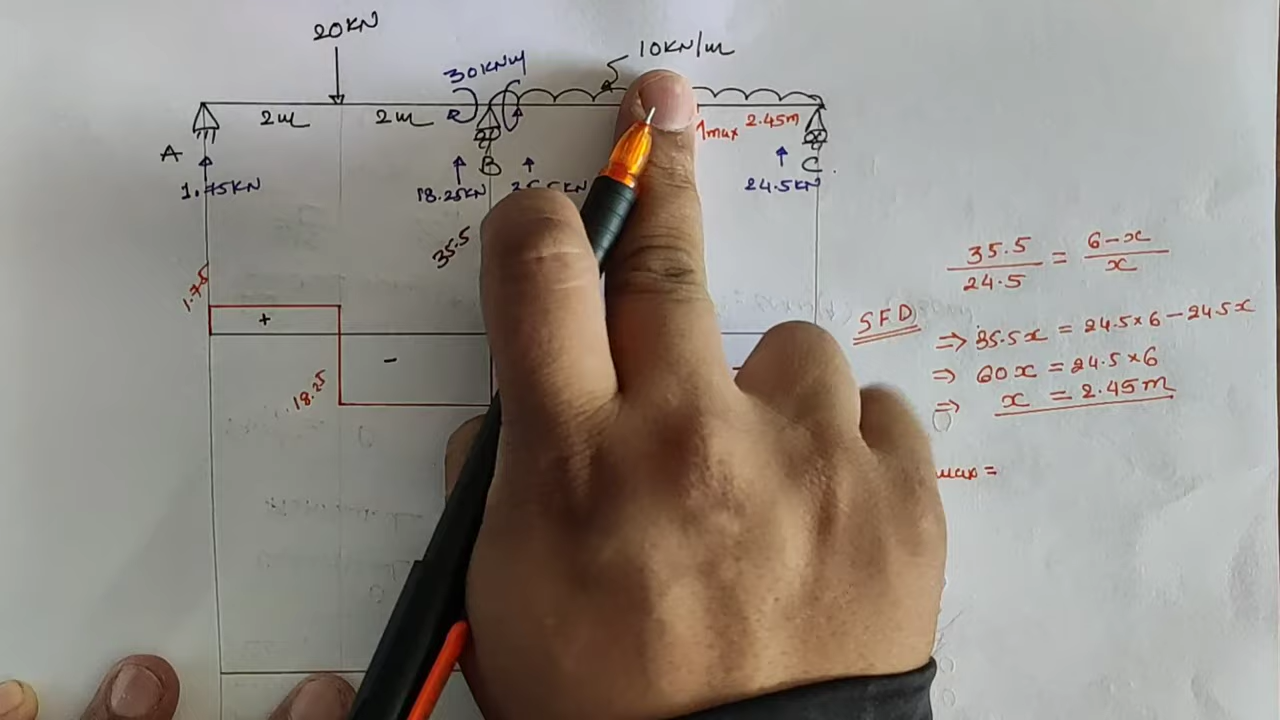 20KN
30KNM
10KN/m
2m
2m
Mmax
2.45m
A
B
C
1.75KN
18.25KN
24.5KN
35.5
1.75
+
-
18.25
35.5/24.5 = 6-x/x
SFD
⇒ 35.5x = 24.5×6-24.5x
⇒ 60x = 24.5×6
⇒ x = 2.45m
max =